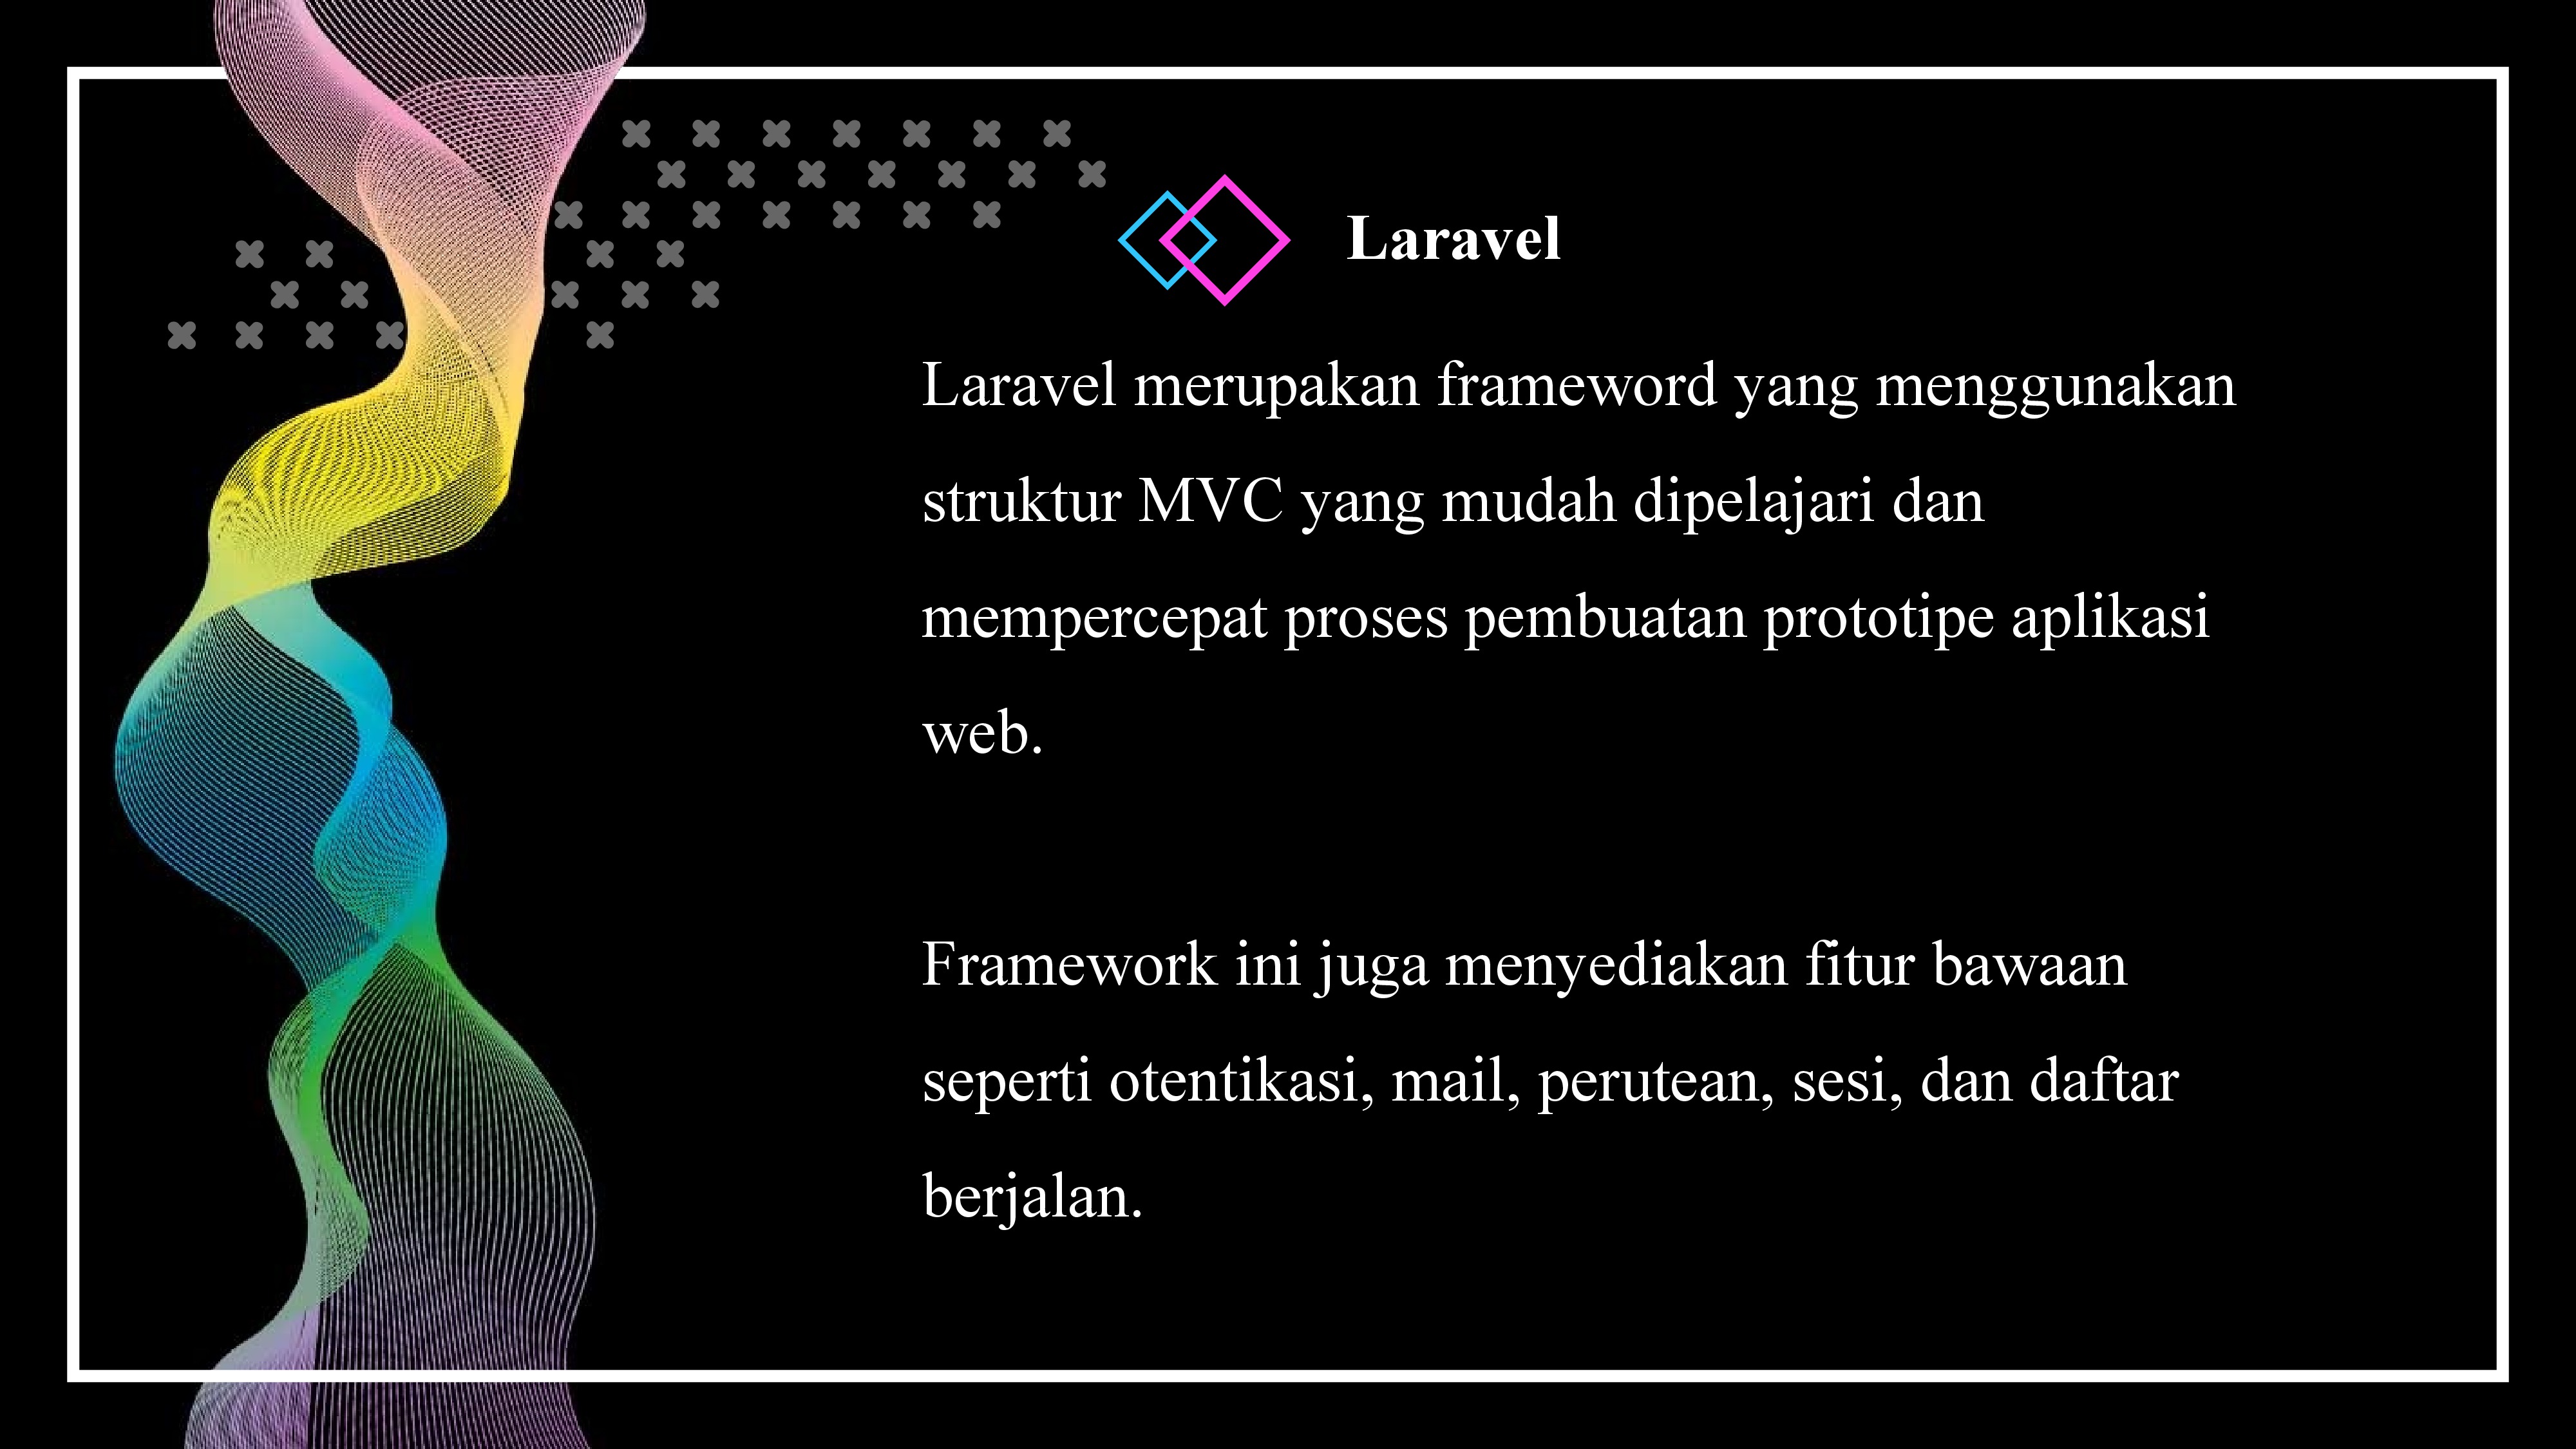 Laravel
Laravel merupakan frameword yang menggunakan
struktur MVC yang mudah dipelajari dan
mempercepat proses pembuatan prototipe aplikasi
web.
Framework ini juga menyediakan fitur bawaan
seperti otentikasi, mail, perutean, sesi, dan daftar
berjalan.